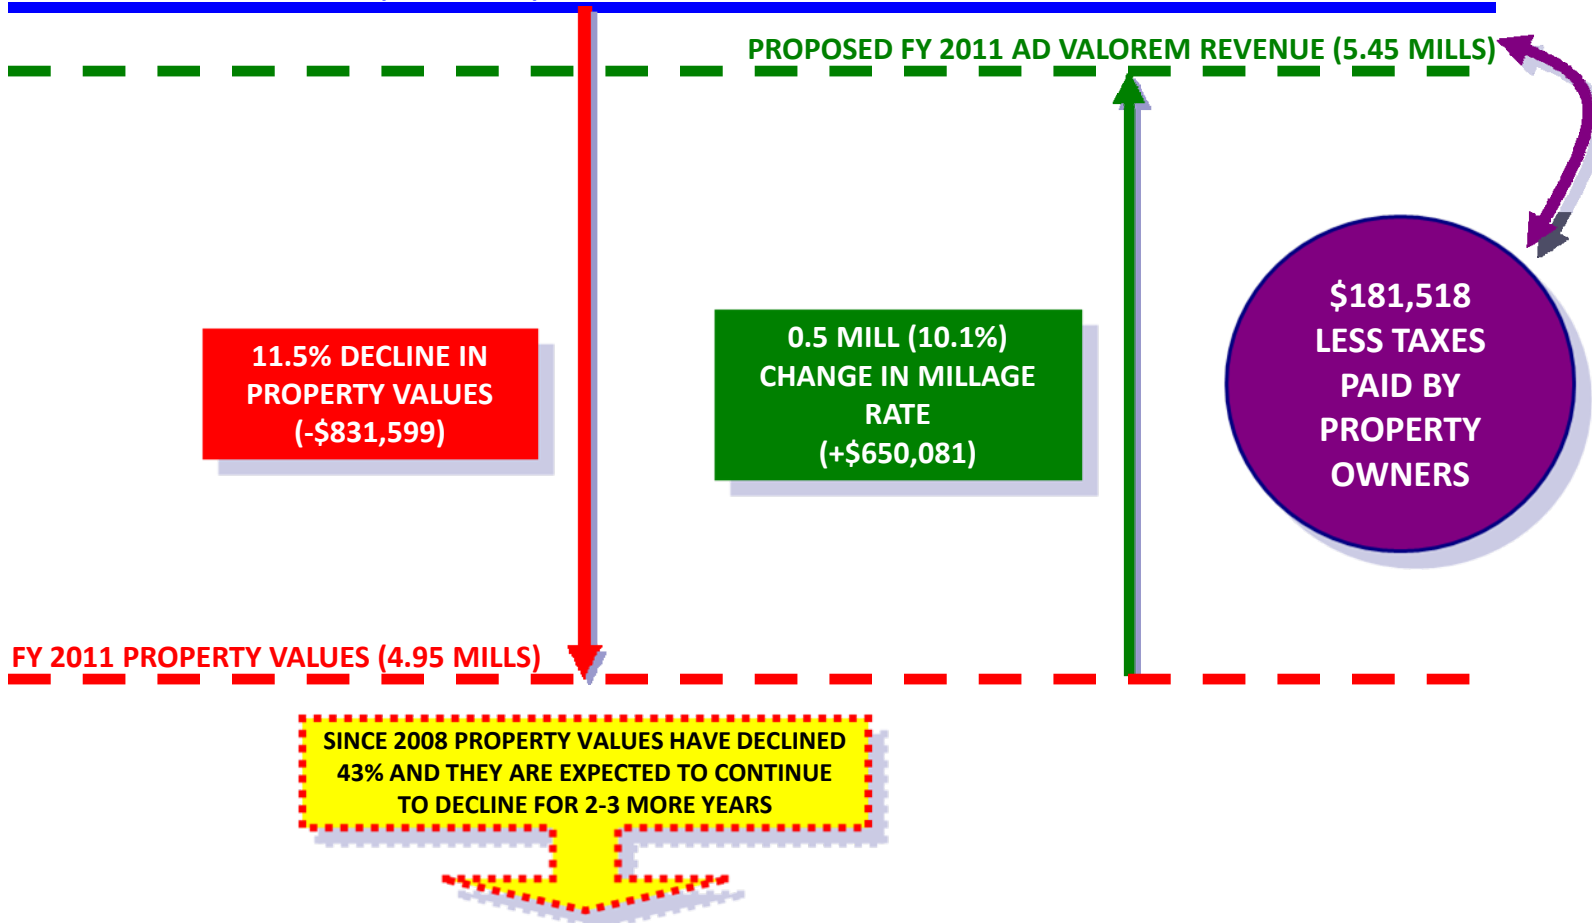 PROPOSED FY 2011 AD VALOREM REVENUE (5.45 MILLS)
11.5% DECLINE IN
PROPERTY VALUES
(-$831,599)
0.5 MILL (10.1%)
CHANGE IN MILLAGE
RATE
(+$650,081)
$181,518
LESS TAXES
PAID BY
PROPERTY
OWNERS
FY 2011 PROPERTY VALUES (4.95 MILLS)
SINCE 2008 PROPERTY VALUES HAVE DECLINED
43% AND THEY ARE EXPECTED TO CONTINUE
TO DECLINE FOR 2-3 MORE YEARS